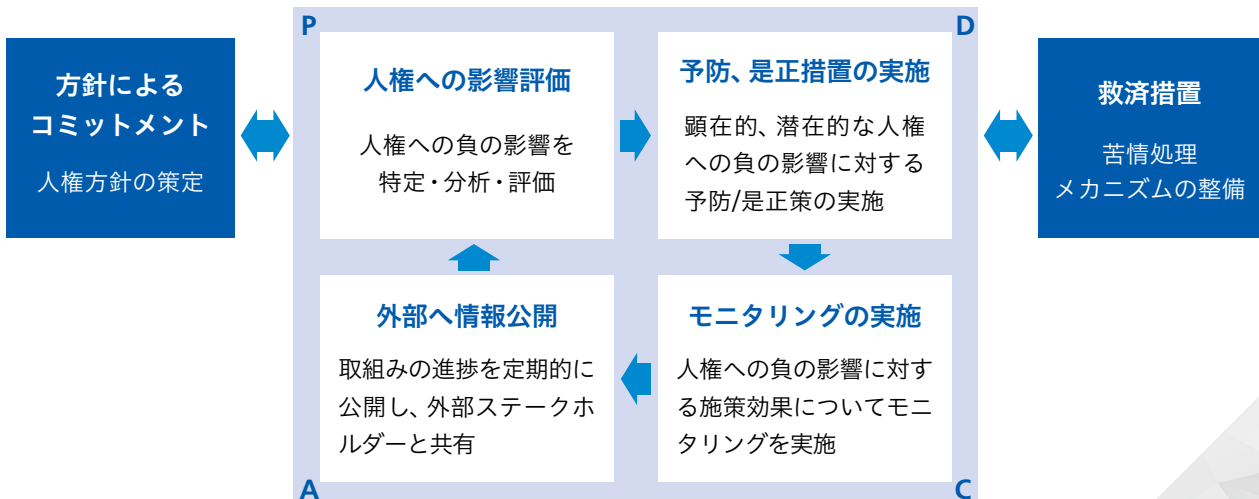 方針による
コミットメント
人権方針の策定
P
人権への影響評価
人権への負の影響を
特定・分析・評価
D
予防、是正措置の実施
顕在的、潜在的な人権
への負の影響に対する
予防/是正策の実施
救済措置
苦情処理
メカニズムの整備
外部へ情報公開
取組みの進捗を定期的に
公開し、外部ステークホ
ルダーと共有
A
モニタリングの実施
人権への負の影響に対す
る施策効果についてモニ
タリングを実施
C